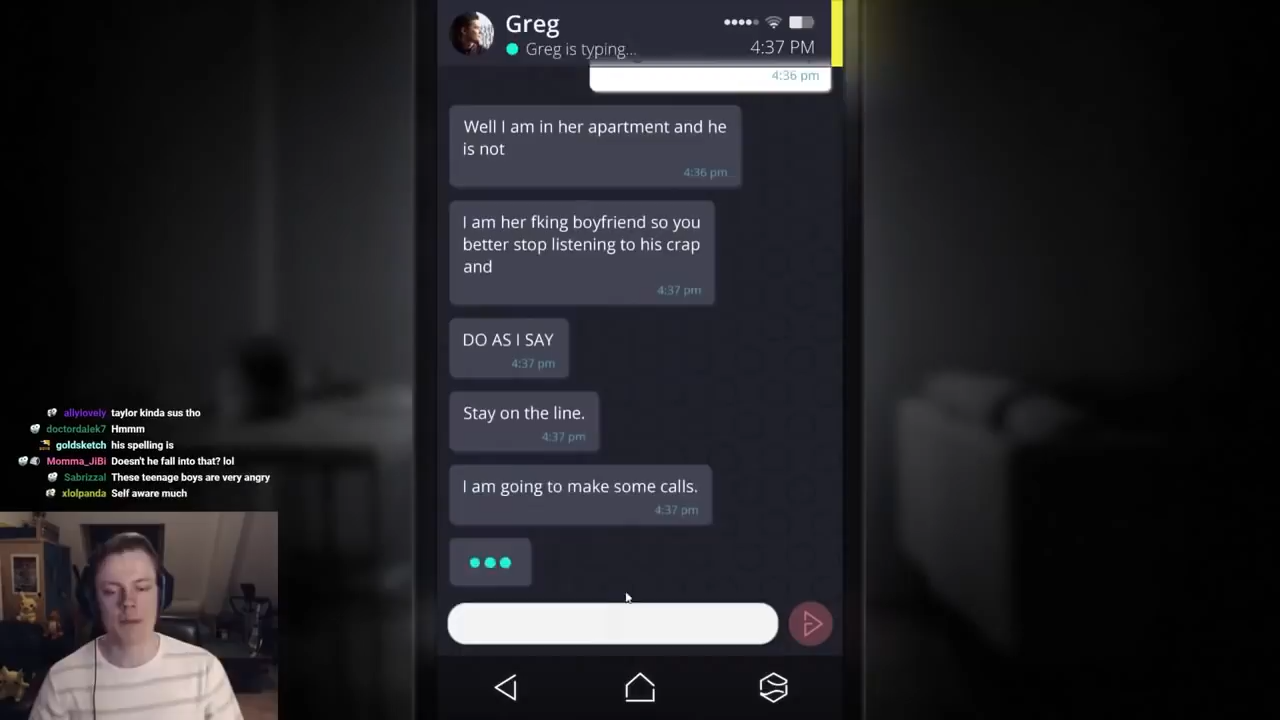 Greg
Greg is typing...
4:37 PM
4:36 pm
Well I am in her apartment and he
is not
4:36 pm
I am her fking boyfriend so you
better stop listening to his crap
and
4:37 pm
DO AS I SAY
4:37 pm
Stay on the line.
4:37 pm
I am going to make some calls.
4:37 pm
aliylovely taylor kinda sus tho
doctordalek7 Hmmm
goldsketch his spelling is
Momma_JiBi Doesn't he fall into that? lol
Sabrizzal These teenage boys are very angry
xlolpanda Self aware much